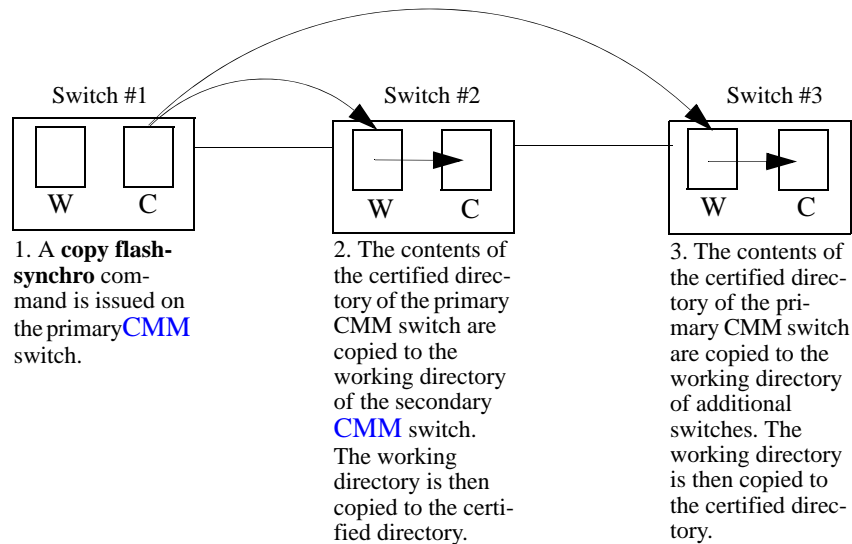 Switch #1
Switch #2
Switch #3
W
C
W
C
W
C
1. A copy flash-
synchro com-
mand is issued on
the primary CMM
switch.
2. The contents of
the certified direc-
tory of the primary
CMM switch are
copied to the
working directory
of the secondary
CMM switch.
The working
directory is then
copied to the certi-
fied directory.
3. The contents of
the certified direc-
tory of the pri-
mary CMM switch
are copied to the
working directory
of additional
switches. The
working directory
is then copied to
the certified direc-
tory.